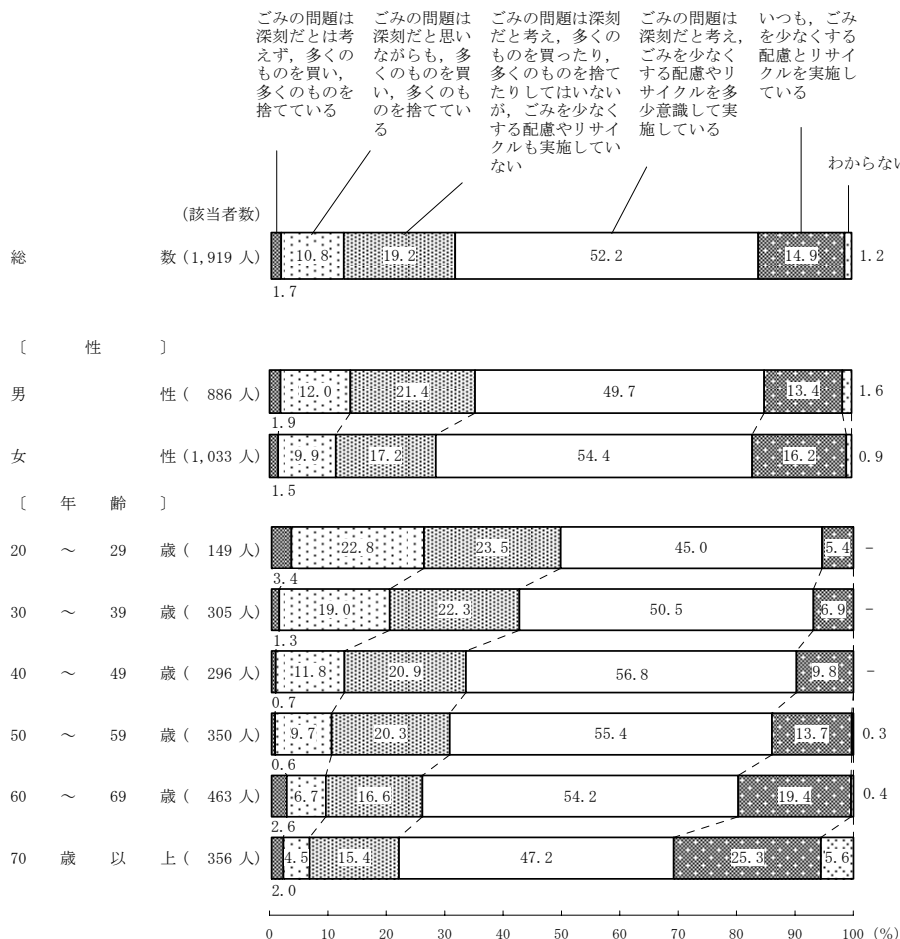 ごみの問題は
深刻だとは考
えず，多くの
ものを買い，
多くのものを
捨てている
ごみの問題は
深刻だと思い
ながらも，多
くのものを買
い，多くのも
のを捨ててい
る
ごみの問題は深刻
だと考え，多くの
ものを買ったり，
多くのものを捨て
たりしてはいない
が，ごみを少なく
する配慮やリサイ
クルも実施してい
ない
ごみの問題は
深刻だと考え，
ごみを少なく
する配慮やリ
サイクルを多
少意識して実
施している
いつも，ごみ
を少なくする
配慮とリサイ
クルを実施し
ている
わからない
(該当者数)
総 数 (1,919 人) 10.8 19.2 52.2 14.9 1.2
1.7
〔 性 〕
男 性 ( 886 人) 12.0 21.4 49.7 13.4 1.6
1.9
女 性 (1,033 人) 9.9 17.2 54.4 16.2 0.9
1.5
〔 年 齢 〕
20 ～ 29 歳 ( 149 人) 22.8 23.5 45.0 5.4 －
3.4
30 ～ 39 歳 ( 305 人) 19.0 22.3 50.5 6.9 －
1.3
40 ～ 49 歳 ( 296 人) 11.8 20.9 56.8 9.8 －
0.7
50 ～ 59 歳 ( 350 人) 9.7 20.3 55.4 13.7 0.3
0.6
60 ～ 69 歳 ( 463 人) 6.7 16.6 54.2 19.4 0.4
2.6
70 歳 以 上 ( 356 人) 4.5 15.4 47.2 25.3 5.6
2.0
0 10 20 30 40 50 60 70 80 90 100 (%)